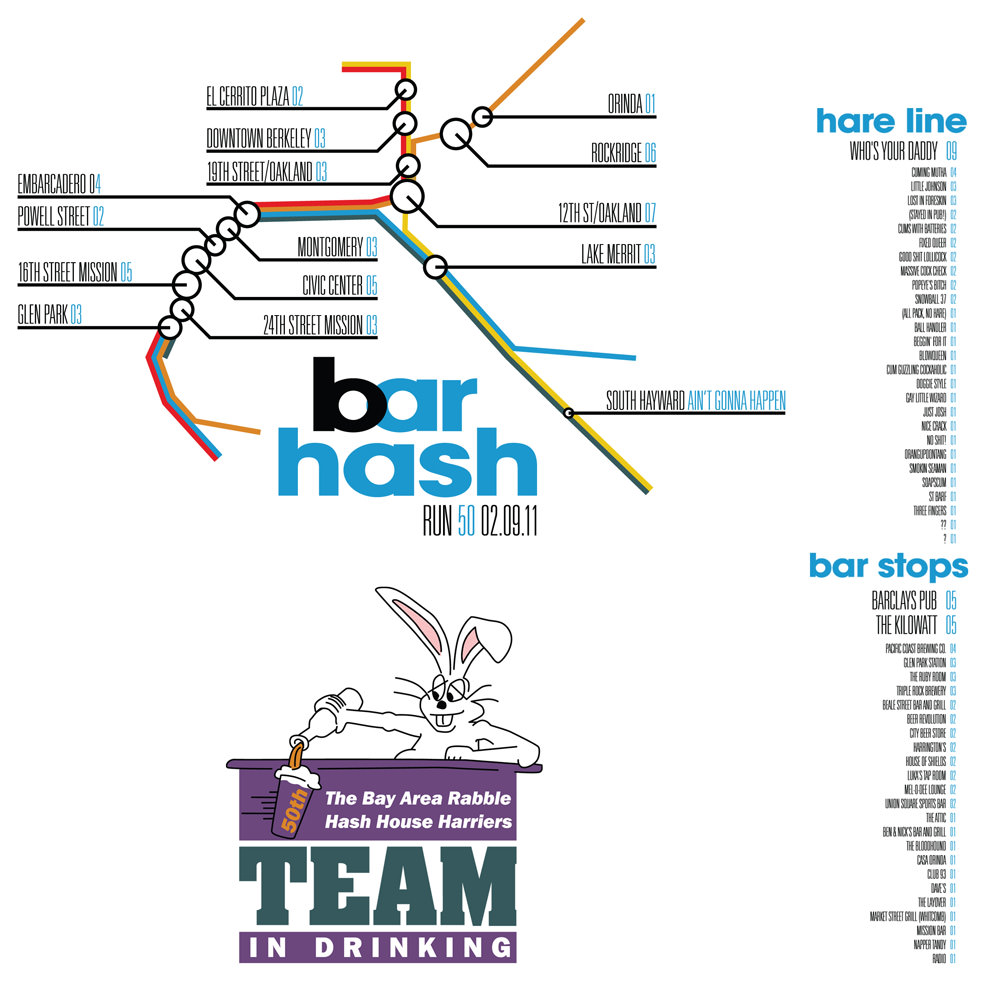 EL CERRITO PLAZA 02
DOWNTOWN BERKELEY 03
19TH STREET/OAKLAND 03
EMBARCADERO 04
POWELL STREET 02
16TH STREET MISSION 05
GLEN PARK 03
MONTGOMERY 03
CIVIC CENTER 05
24TH STREET MISSION 03
ORINDA 01
ROCKRIDGE 06
12TH ST/OAKLAND 07
LAKE MERRIT 03
SOUTH HAYWARD AIN'T GONNA HAPPEN
bar
hash
RUN 50 02.09.11
hare line
WHO'S YOUR DADDY 09
CUMING MUTHA 04
LITTLE JOHNSON 03
LOST IN FORESKIN 03
(STAYED IN PUB!) 02
CUMS WITH BATTERIES 02
FIXED QUEER 02
GOOD SHIT LOLLICOCK 02
MASSIVE COCK CHECK 02
POPEYE'S BITCH 02
SNOWBALL 37 02
(ALL PACK, NO HARE) 01
BALL HANDLER 01
BEGGIN' FOR IT 01
BLOWQUEEN 01
CUM GUZZLING COCKAHOLIC 01
DOGGIE STYLE 01
GAY LITTLE WIZARD 01
JUST JOSH 01
NICE CRACK 01
NO SHIT! 01
ORANGUPOONTANG 01
SMOKIN SEAMAN 01
SOAPSCUM 01
ST BARF 01
THREE FINGERS 01
?? 01
? 01
bar stops
BARCLAYS PUB 05
THE KILOWATT 05
PACIFIC COAST BREWING CO. 04
GLEN PARK STATION 03
THE RUBY ROOM 03
TRIPLE ROCK BREWERY 03
BEALE STREET BAR AND GRILL 02
BEER REVOLUTION 02
CITY BEER STORE 02
HARRINGTON'S 02
HOUSE OF SHIELDS 02
LUKA'S TAP ROOM 02
MEL-O-DEE LOUNGE 02
UNION SQUARE SPORTS BAR 02
THE ATTIC 01
BEN & NICK'S BAR AND GRILL 01
THE BLOODHOUND 01
CASA ORINDA 01
CLUB 93 01
DAVE'S 01
THE LAYOVER 01
MARKET STREET GRILL (WHITCOMB) 01
MISSION BAR 01
NAPPER TANDY 01
RADIO 01
50th
The Bay Area Rabble
Hash House Harriers
TEAM
IN DRINKING